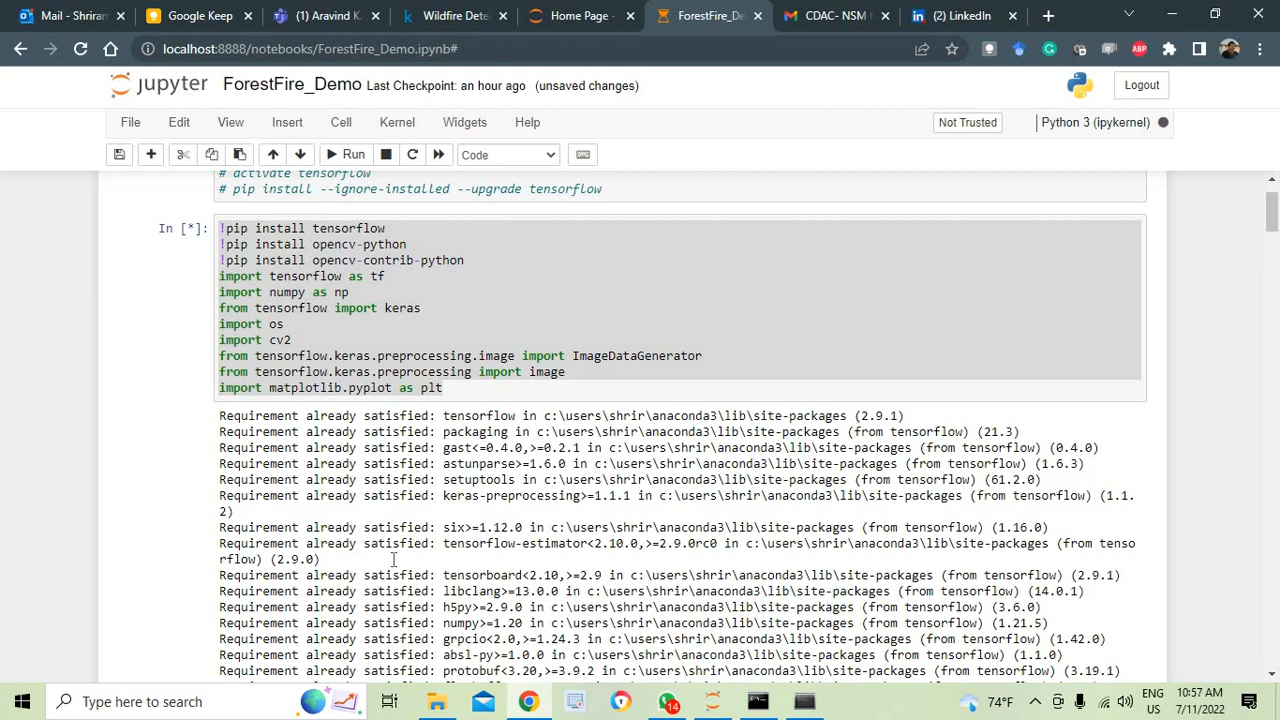 Mail - Shriram
Google Keep
(1) Aravind K.
Wildfire Dete
Home Page -
ForestFire_De
CDAC- NSM f
(2) LinkedIn
localhost:8888/notebooks/ForestFire_Demo.ipynb#
ABP
jupyter ForestFire_Demo Last Checkpoint: an hour ago (unsaved changes)
Logout
File Edit View Insert Cell Kernel Widgets Help
Not Trusted
Python 3 (ipykernel)
Run
Code
# activate tensorflow
# pip install --ignore-installed --upgrade tensorflow
In [*]:
!pip install tensorflow
!pip install opencv-python
!pip install opencv-contrib-python
import tensorflow as tf
import numpy as np
from tensorflow import keras
import os
import cv2
from tensorflow.keras.preprocessing.image import ImageDataGenerator
from tensorflow.keras.preprocessing import image
import matplotlib.pyplot as plt
Requirement already satisfied: tensorflow in c:\users\shrir\anaconda3\lib\site-packages (2.9.1)
Requirement already satisfied: packaging in c:\users\shrir\anaconda3\lib\site-packages (from tensorflow) (21.3)
Requirement already satisfied: gast<=0.4.0,>=0.2.1 in c:\users\shrir\anaconda3\lib\site-packages (from tensorflow) (0.4.0)
Requirement already satisfied: astunparse>=1.6.0 in c:\users\shrir\anaconda3\lib\site-packages (from tensorflow) (1.6.3)
Requirement already satisfied: setuptools in c:\users\shrir\anaconda3\lib\site-packages (from tensorflow) (61.2.0)
Requirement already satisfied: keras-preprocessing>=1.1.1 in c:\users\shrir\anaconda3\lib\site-packages (from tensorflow) (1.1.
2)
Requirement already satisfied: six>=1.12.0 in c:\users\shrir\anaconda3\lib\site-packages (from tensorflow) (1.16.0)
Requirement already satisfied: tensorflow-estimator<2.10.0,>=2.9.0rc0 in c:\users\shrir\anaconda3\lib\site-packages (from tenso
rflow) (2.9.0)
Requirement already satisfied: tensorboard<2.10,>=2.9 in c:\users\shrir\anaconda3\lib\site-packages (from tensorflow) (2.9.1)
Requirement already satisfied: libclang>=13.0.0 in c:\users\shrir\anaconda3\lib\site-packages (from tensorflow) (14.0.1)
Requirement already satisfied: h5py>=2.9.0 in c:\users\shrir\anaconda3\lib\site-packages (from tensorflow) (3.6.0)
Requirement already satisfied: numpy>=1.20 in c:\users\shrir\anaconda3\lib\site-packages (from tensorflow) (1.21.5)
Requirement already satisfied: grpcio<2.0,>=1.24.3 in c:\users\shrir\anaconda3\lib\site-packages (from tensorflow) (1.42.0)
Requirement already satisfied: absl-py>=1.0.0 in c:\users\shrir\anaconda3\lib\site-packages (from tensorflow) (1.1.0)
Requirement already satisfied: protobuf<3.20,>=3.9.2 in c:\users\shrir\anaconda3\lib\site-packages (from tensorflow) (3.19.1)
Type here to search
14
74°F
ENG
US
10:57 AM
7/11/2022